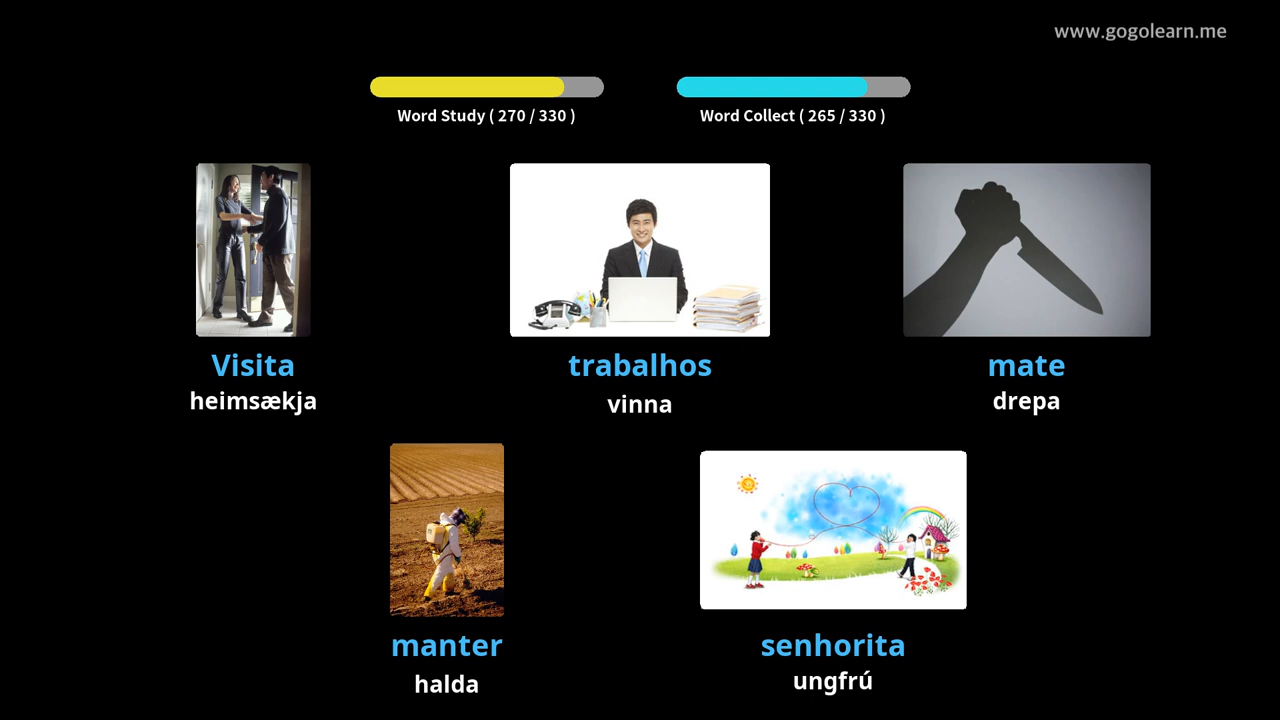 www.gogolearn.me
Word Study ( 270 / 330 )
Word Collect ( 265 / 330 )
Visita
heimsækja
trabalhos
vinna
mate
drepa
manter
halda
senhorita
ungfrú